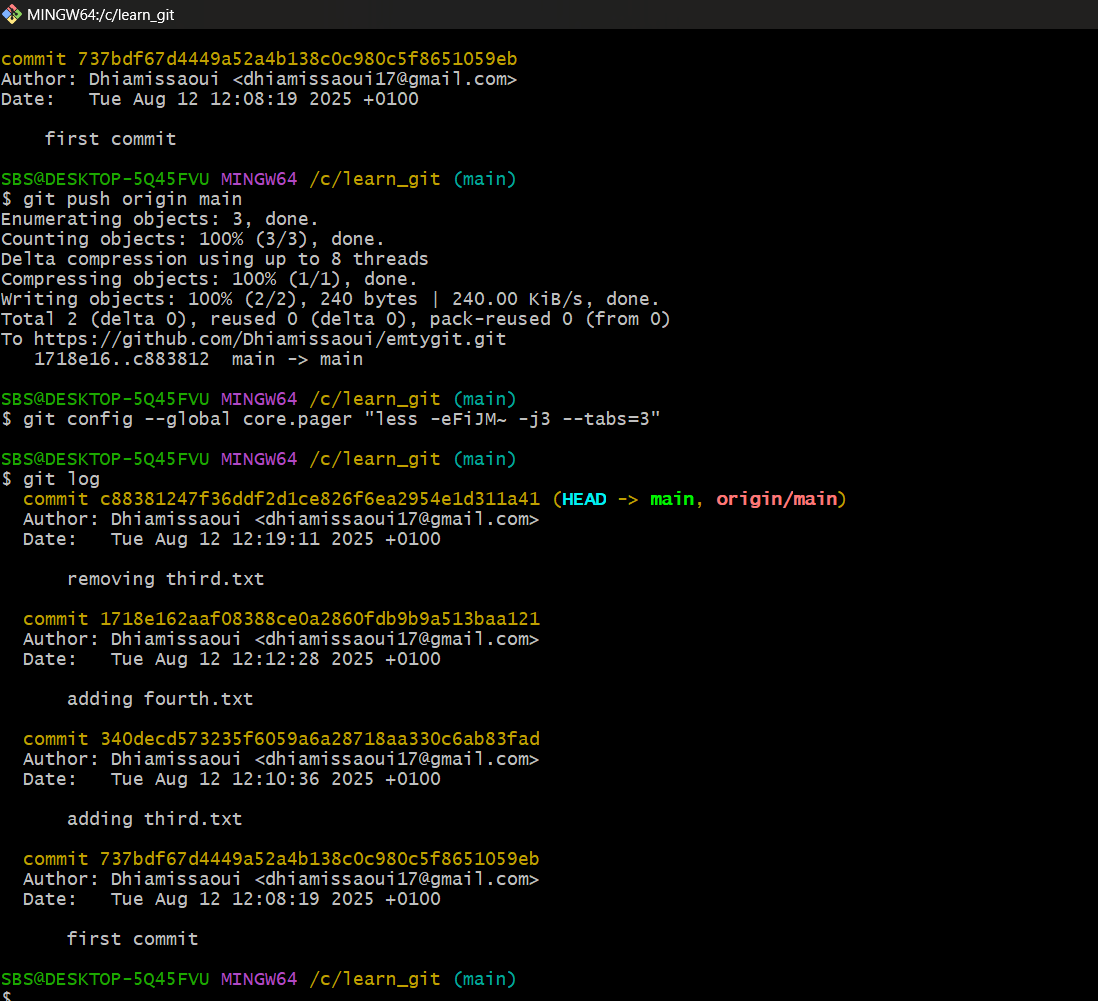 MINGW64:/c/learn_git
commit 737bdf67d4449a52a4b138c0c980c5f8651059eb
Author: Dhiamissaoui <dhiamissaoui17@gmail.com>
Date:   Tue Aug 12 12:08:19 2025 +0100
    first commit
SBS@DESKTOP-5Q45FVU MINGW64 /c/learn_git (main)
$ git push origin main
Enumerating objects: 3, done.
Counting objects: 100% (3/3), done.
Delta compression using up to 8 threads
Compressing objects: 100% (1/1), done.
Writing objects: 100% (2/2), 240 bytes | 240.00 KiB/s, done.
Total 2 (delta 0), reused 0 (delta 0), pack-reused 0 (from 0)
To https://github.com/Dhiamissaoui/emtygit.git
   1718e16..c883812  main -> main
SBS@DESKTOP-5Q45FVU MINGW64 /c/learn_git (main)
$ git config --global core.pager "less -eFiJM~ -j3 --tabs=3"
SBS@DESKTOP-5Q45FVU MINGW64 /c/learn_git (main)
$ git log
  commit c88381247f36ddf2d1ce826f6ea2954e1d311a41 (HEAD -> main, origin/main)
  Author: Dhiamissaoui <dhiamissaoui17@gmail.com>
  Date:   Tue Aug 12 12:19:11 2025 +0100
      removing third.txt
  commit 1718e162aaf08388ce0a2860fdb9b9a513baa121
  Author: Dhiamissaoui <dhiamissaoui17@gmail.com>
  Date:   Tue Aug 12 12:12:28 2025 +0100
      adding fourth.txt
  commit 340decd573235f6059a6a28718aa330c6ab83fad
  Author: Dhiamissaoui <dhiamissaoui17@gmail.com>
  Date:   Tue Aug 12 12:10:36 2025 +0100
      adding third.txt
  commit 737bdf67d4449a52a4b138c0c980c5f8651059eb
  Author: Dhiamissaoui <dhiamissaoui17@gmail.com>
  Date:   Tue Aug 12 12:08:19 2025 +0100
      first commit
SBS@DESKTOP-5Q45FVU MINGW64 /c/learn_git (main)
$